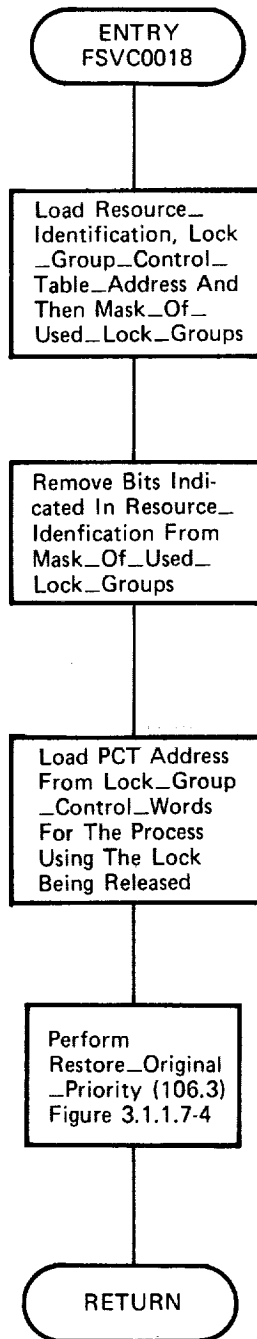 ENTRY
FSVC0018
Load Resource_
Identification, Lock
_Group_Control_
Table_Address And
Then Mask_Of_
Used_Lock_Groups
Remove Bits Indi-
cated In Resource_
Idenfication From
Mask_Of_Used_
Lock_Groups
Load PCT Address
From Lock_Group
_Control_Words
For The Process
Using The Lock
Being Released
Perform
Restore_Original
_Priority (106.3)
Figure 3.1.1.7-4
RETURN